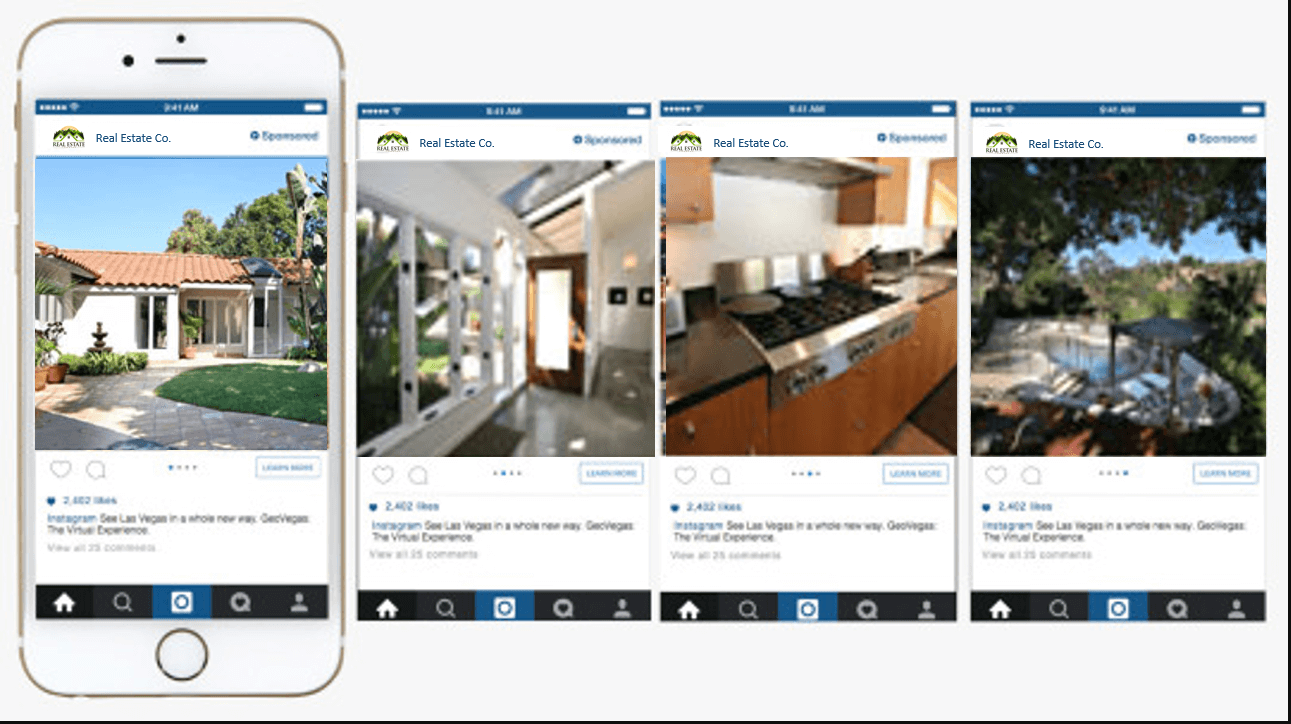 9:41 AM
REAL ESTATE
Real Estate Co.
Sponsored
LEARN MORE
2,402 likes
Instagram See Las Vegas in a whole new way. GeoVegas:
The Virtual Experience.
View all 25 comments
9:41 AM
REAL ESTATE
Real Estate Co.
Sponsored
LEARN MORE
2,402 likes
Instagram See Las Vegas in a whole new way. GeoVegas:
The Virtual Experience.
View all 25 comments
9:41 AM
REAL ESTATE
Real Estate Co.
Sponsored
LEARN MORE
2,402 likes
Instagram See Las Vegas in a whole new way. GeoVegas:
The Virtual Experience.
View all 25 comments
9:41 AM
REAL ESTATE
Real Estate Co.
Sponsored
LEARN MORE
2,402 likes
Instagram See Las Vegas in a whole new way. GeoVegas:
The Virtual Experience.
View all 25 comments